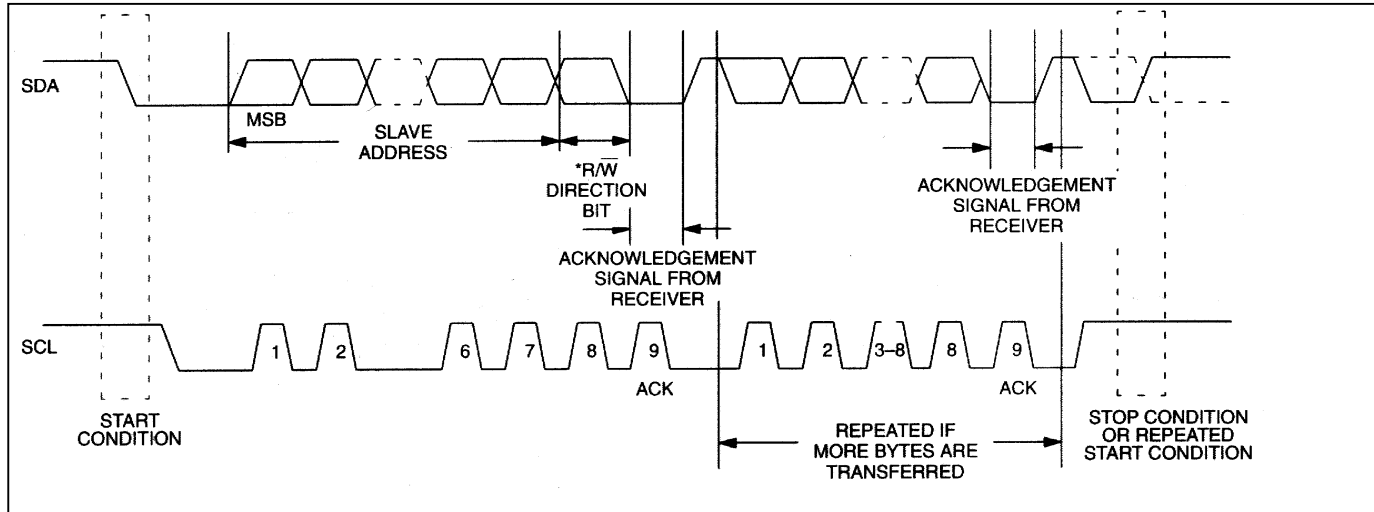 SDA
MSB
SLAVE
ADDRESS
*R/W̅
DIRECTION
BIT
ACKNOWLEDGEMENT
SIGNAL FROM
RECEIVER
ACKNOWLEDGEMENT
SIGNAL FROM
RECEIVER
SCL
1 2 6 7 8 9 1 2 3–8 8 9
ACK ACK
START
CONDITION
REPEATED IF
MORE BYTES ARE
TRANSFERRED
STOP CONDITION
OR REPEATED
START CONDITION